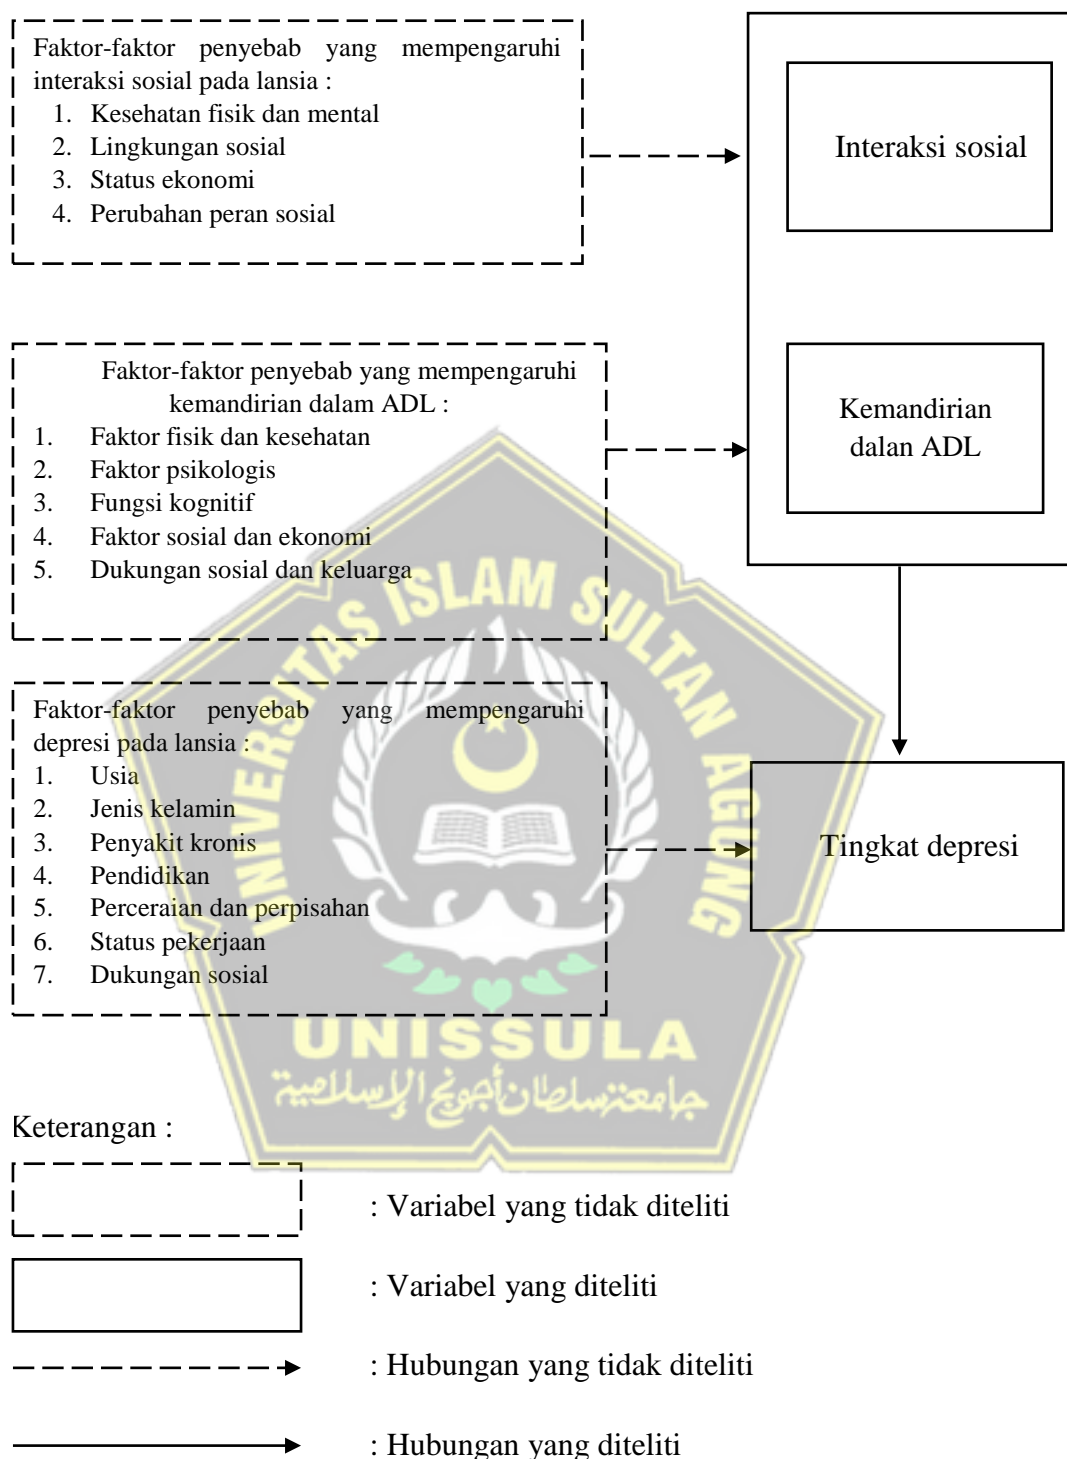 Faktor-faktor penyebab yang mempengaruhi
interaksi sosial pada lansia :
1. Kesehatan fisik dan mental
2. Lingkungan sosial
3. Status ekonomi
4. Perubahan peran sosial
Interaksi sosial
Faktor-faktor penyebab yang mempengaruhi
kemandirian dalam ADL :
1. Faktor fisik dan kesehatan
2. Faktor psikologis
3. Fungsi kognitif
4. Faktor sosial dan ekonomi
5. Dukungan sosial dan keluarga
Kemandirian
dalan ADL
Faktor-faktor penyebab yang mempengaruhi
depresi pada lansia :
1. Usia
2. Jenis kelamin
3. Penyakit kronis
4. Pendidikan
5. Perceraian dan perpisahan
6. Status pekerjaan
7. Dukungan sosial
Tingkat depresi
UNIVERSITAS ISLAM SULTAN AGUNG
UNISSULA
جامعتنسلطان أجونج الإسلامية
Keterangan :
: Variabel yang tidak diteliti
: Variabel yang diteliti
: Hubungan yang tidak diteliti
: Hubungan yang diteliti